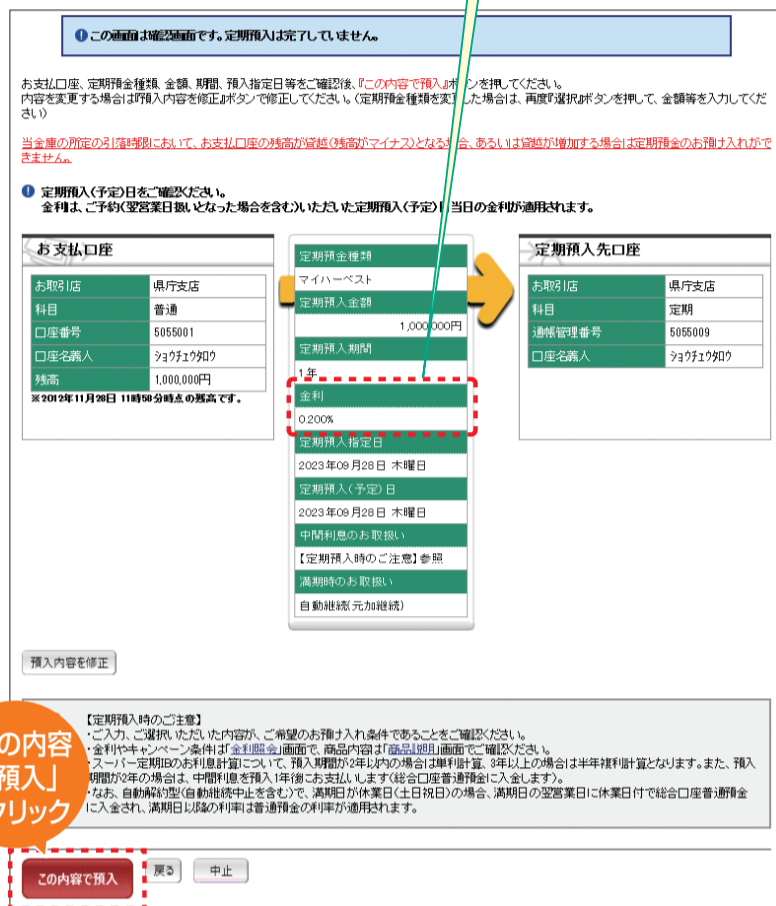 この画面は確認画面です。定期預入は完了していません。
お支払口座、定期預金種類、金額、期間、預入指定日等をご確認後、『この内容で預入』ボタンを押してください。
内容を変更する場合は『預入内容を修正』ボタンで修正してください。（定期預金種類を変更した場合は、再度『選択』ボタンを押して、金額等を入力してくだ
さい）
当金庫の所定の引落時限において、お支払口座の残高が貸越（残高がマイナス）となる場合、あるいは貸越が増加する場合は定期預金のお預け入れがで
きません。
定期預入（予定）日をご確認ください。
金利は、ご予約（翌営業日扱いとなった場合を含む）いただいた定期預入（予定）日当日の金利が適用されます。
お支払口座
お取引店 県庁支店
科目 普通
口座番号 5055001
口座名義人 ショウチュウタロウ
残高 1,000,000円
※2012年11月28日 11時58分時点の残高です。
定期預金種類
マイハーベスト
定期預入金額
1,000,000円
定期預入期間
1年
金利
0.200%
定期預入指定日
2023年09月28日 木曜日
定期預入（予定）日
2023年09月28日 木曜日
中間利息のお取扱い
【定期預入時のご注意】参照
満期時のお取扱い
自動継続（元加継続）
定期預入先口座
お取引店 県庁支店
科目 定期
通帳管理番号 5055009
口座名義人 ショウチュウタロウ
預入内容を修正
【定期預入時のご注意】
・ご入力、ご選択いただいた内容が、ご希望のお預け入れ条件であることをご確認ください。
・金利やキャンペーン条件は「金利照会」画面で、商品内容は「商品説明」画面でご確認ください。
・スーパー定期IBのお利息計算について、預入期間が2年以内の場合は単利計算、3年以上の場合は半年複利計算となります。また、預入
期間が2年の場合は、中間利息を預入1年後にお支払いします（総合口座普通預金に入金します）。
・なお、自動解約型（自動継続中止を含む）で、満期日が休業日（土日祝日）の場合、満期日の翌営業日に休業日付で総合口座普通預金
に入金され、満期日以降の利率は普通預金の利率が適用されます。
の内容
預入」
クリック
この内容で預入
戻る
中止